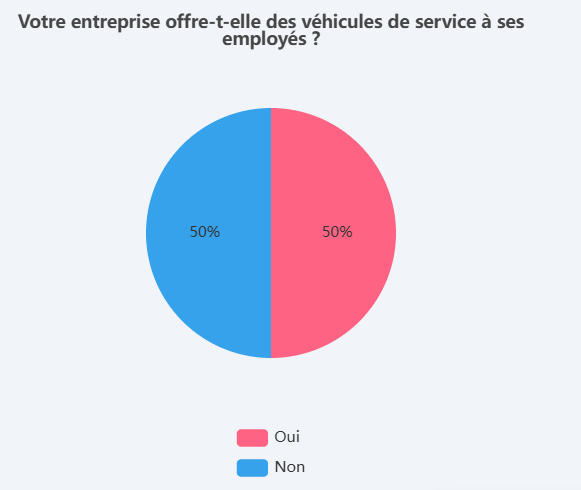 Votre entreprise offre-t-elle des véhicules de service à ses
employés ?
50%
50%
Oui
Non